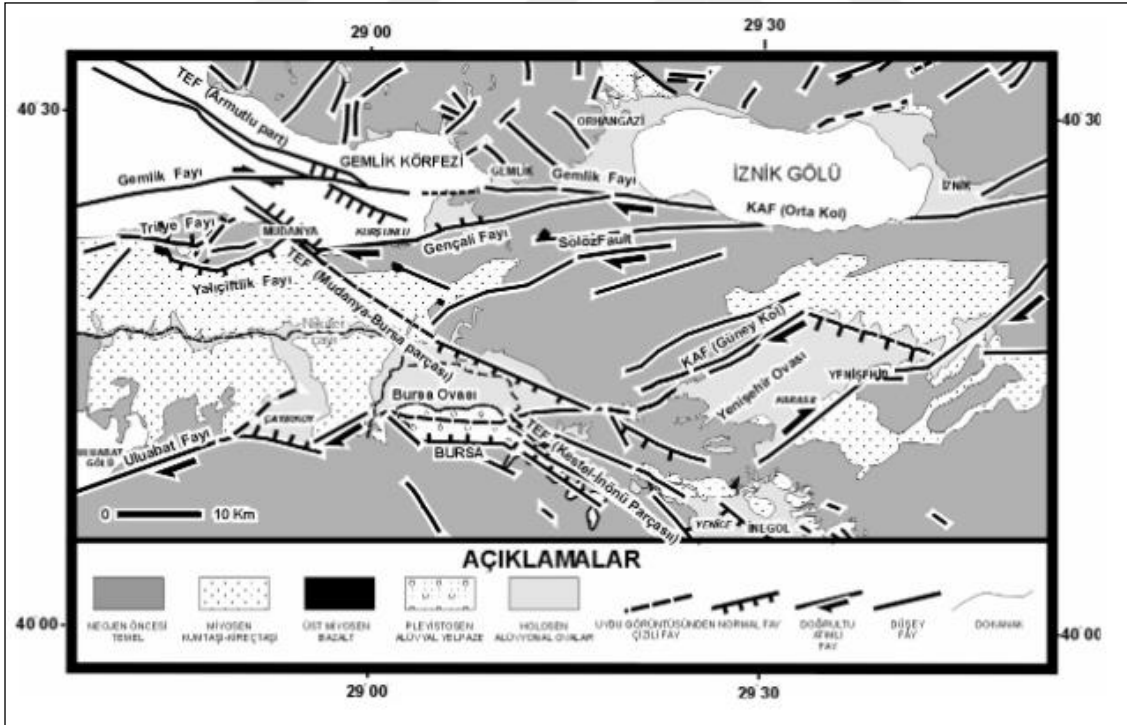 29°00
29°30
40°30
40°30
TEF (Armutlu part)
ORHANGAZİ
GEMLİK KÖRFEZİ
GEMLİK
Gemlik Fayı
Gemlik Fayı
İZNİK GÖLÜ
İZNİK
KAF (Orta Kol)
Trilye Fayı
MUDANYA
KURŞUNLU
Gençali Fayı
SölözFault
Yalıçiftlik Fayı
TEF (Mudanya-Bursa parçası)
Nilüfer
Çayı
KAF (Güney Kol)
Yenişehir Ovası
YENİŞEHİR
Bursa Ovası
BURSA
Uluabat Fayı
GÖLÜ
TEF (Kestel-İnönü Parçası)
YENİCE
İNEGÖL
0 10 Km
AÇIKLAMALAR
NEOJEN ÖNCESİ
TEMEL
MİYOSEN
KUMTAŞI-KİREÇTAŞI
ÜST MİYOSEN
BAZALT
PLEYİSTOSEN
ALÜVYAL YELPAZE
HOLOSEN
ALÜVYONAL OVALAR
UYDU GÖRÜNTÜSÜNDEN
ÇİZİLİ FAY
NORMAL FAY
DOĞRULTU
ATIMLI
FAY
DÜŞEY
FAY
DOKANAK
40°00
40°00
29°00
29°30